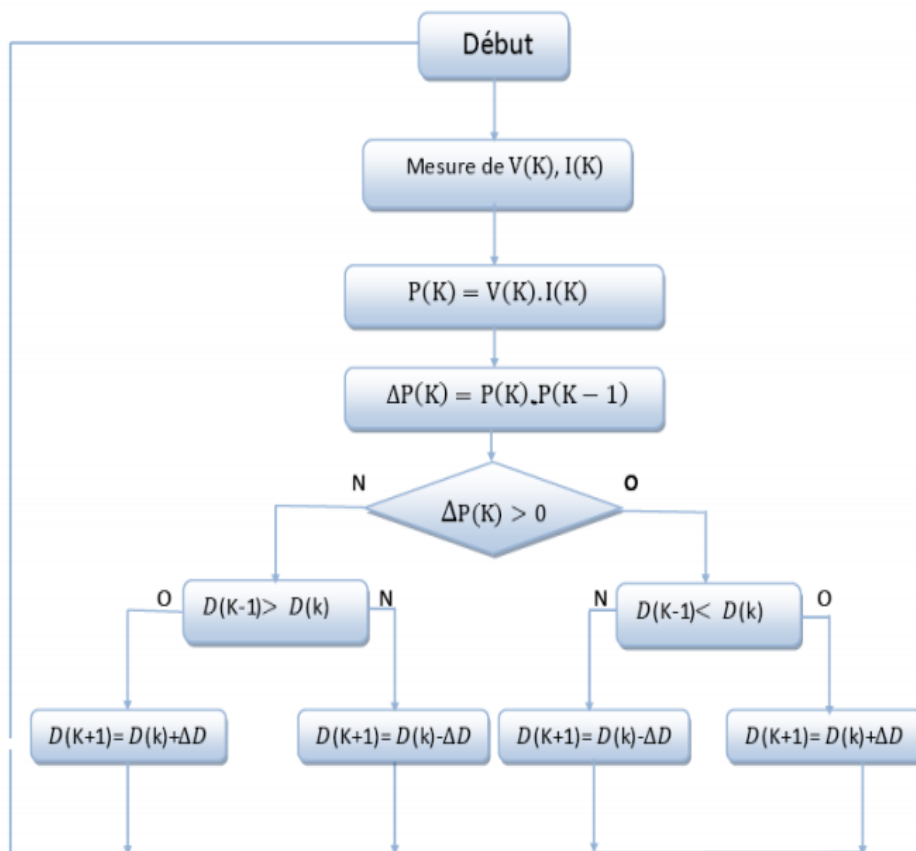 Début
Mesure de V(K), I(K)
P(K) = V(K).I(K)
ΔP(K) = P(K).P(K − 1)
N
O
ΔP(K) > 0
O
D(K-1)> D(k)
N
N
D(K-1)< D(k)
O
D(K+1)= D(k)+ΔD
D(K+1)= D(k)-ΔD
D(K+1)= D(k)-ΔD
D(K+1)= D(k)+ΔD